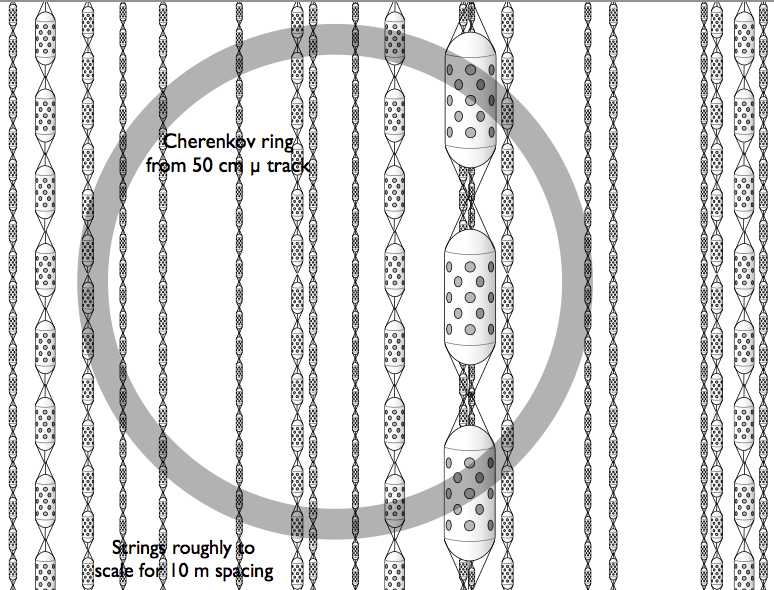 Cherenkov ring
from 50 cm μ track
Strings roughly to
scale for 10 m spacing